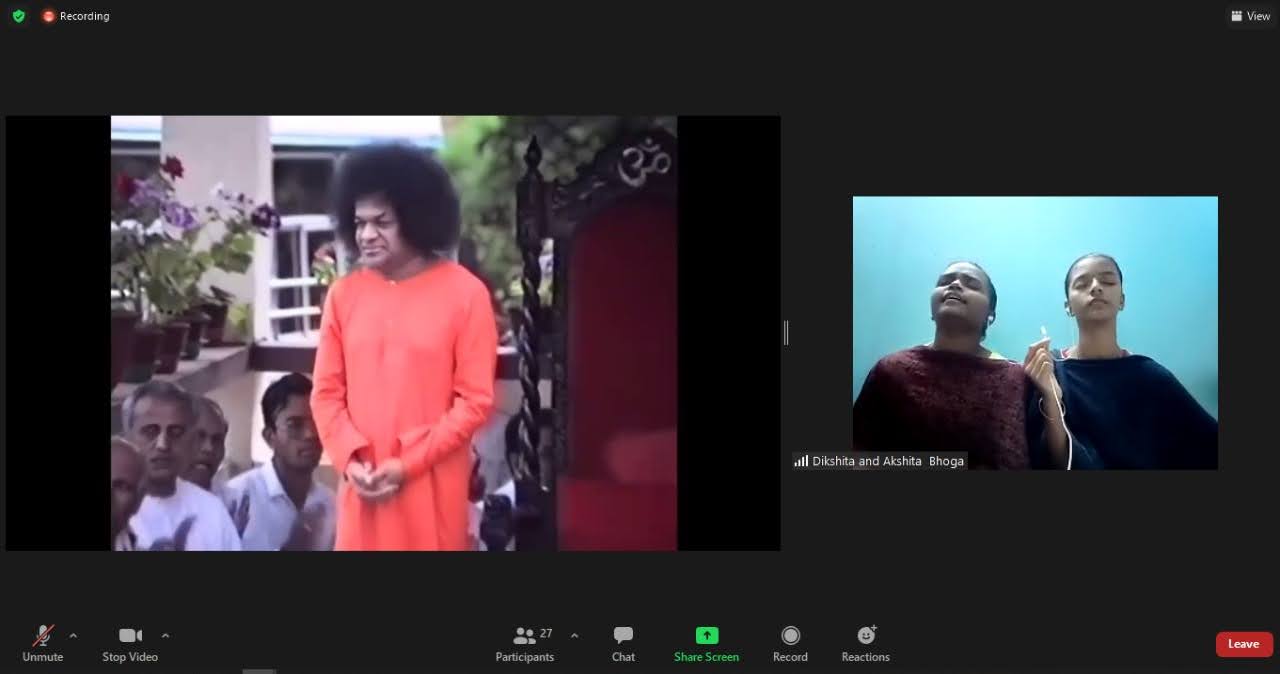 Recording
View
ॐ
Dikshita and Akshita Bhoga
27
Unmute
Stop Video
Participants
Chat
Share Screen
Record
Reactions
Leave